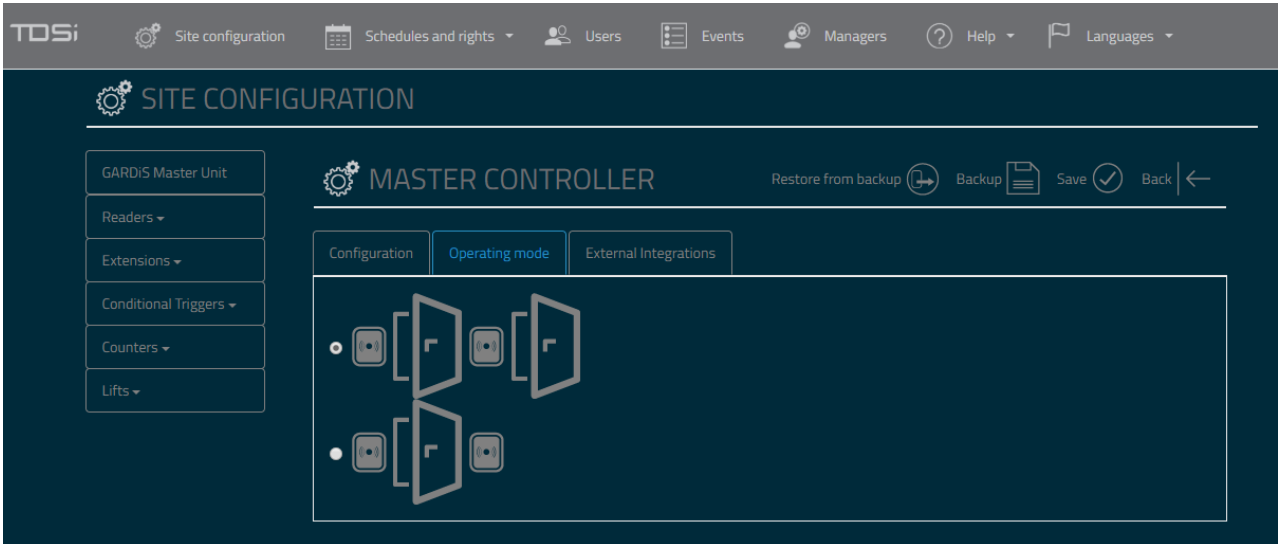 TDSi Site configuration Schedules and rights Users Events Managers Help Languages
SITE CONFIGURATION
GARDiS Master Unit
Readers
Extensions
Conditional Triggers
Counters
Lifts
MASTER CONTROLLER Restore from backup Backup Save Back
Configuration Operating mode External Integrations